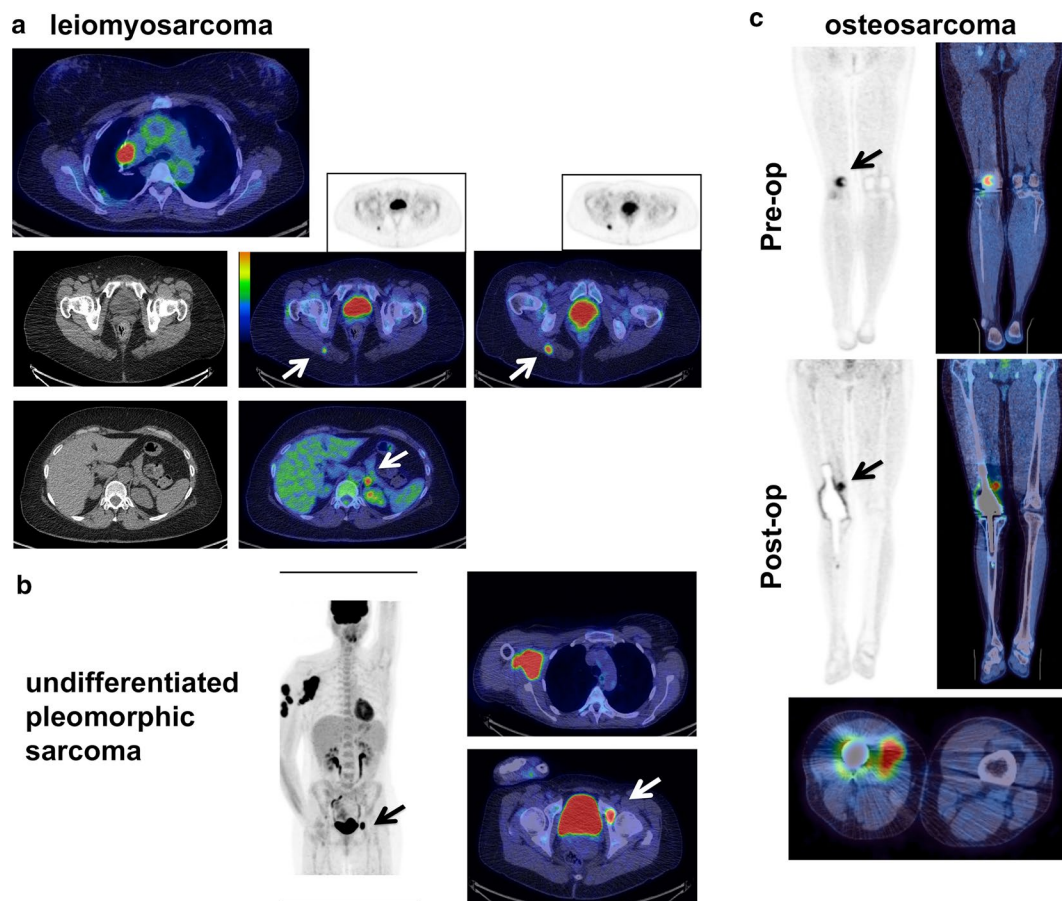 a leiomyosarcoma
b
undifferentiated
pleomorphic
sarcoma
c
osteosarcoma
Pre-op
Post-op